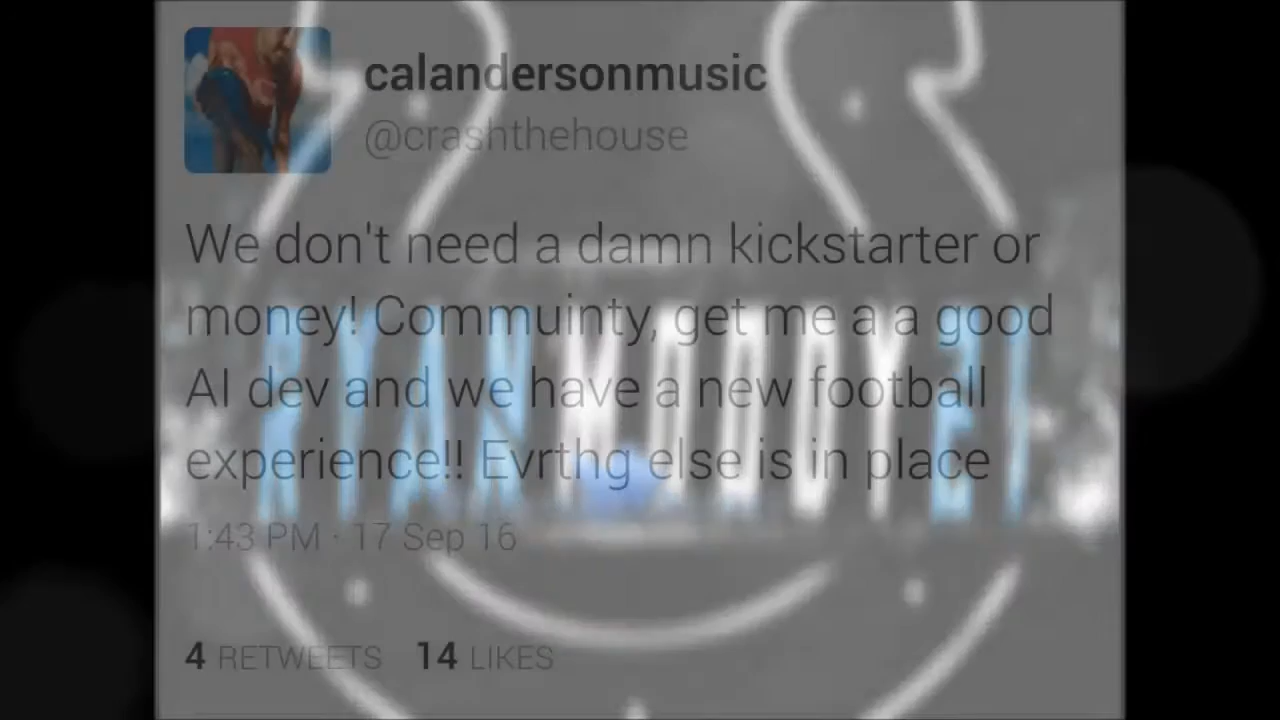 calandersonmusic
@crashthehouse
We don't need a damn kickstarter or
money! Commuinty, get me a a good
AI dev and we have a new football
experience!! Evrthg else is in place
1:43 PM · 17 Sep 16
4 RETWEETS 14 LIKES
RYANMOODY21